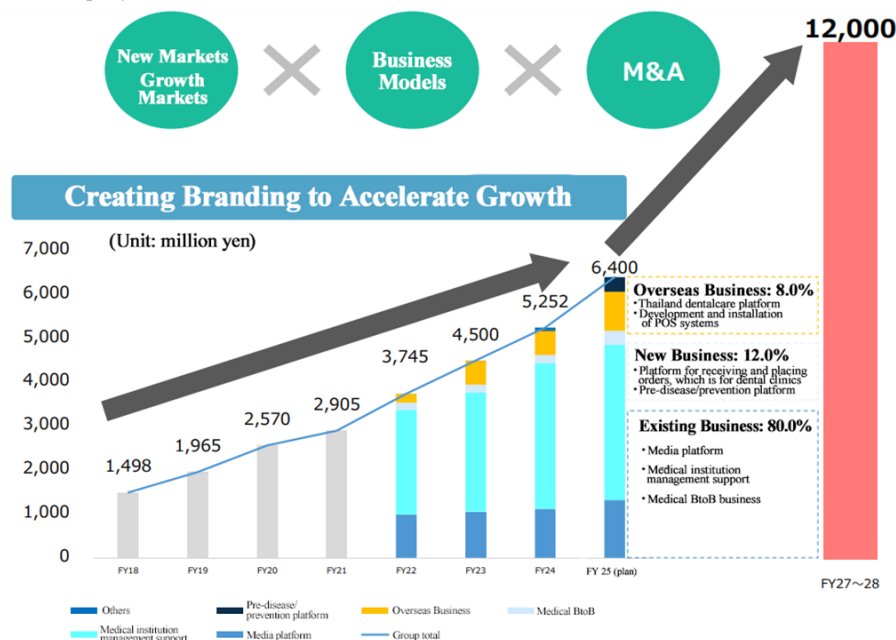 New Markets
Growth
Markets
Business
Models
M&A
12,000
Creating Branding to Accelerate Growth
(Unit: million yen)
7,000
6,000
5,000
4,000
3,000
2,000
1,000
0
1,498
1,965
2,570
2,905
3,745
4,500
5,252
6,400
Overseas Business: 8.0%
・Thailand dentalcare platform
・Development and installation
of POS systems
New Business: 12.0%
・Platform for receiving and placing
orders, which is for dental clinics
・Pre-disease/prevention platform
Existing Business: 80.0%
・Media platform
・Medical institution
management support
・Medical BtoB business
FY18
FY19
FY20
FY21
FY22
FY23
FY24
FY 25 (plan)
FY27～28
Others
Pre-disease/
prevention platform
Overseas Business
Medical BtoB
Medical institution
management support
Media platform
Group total